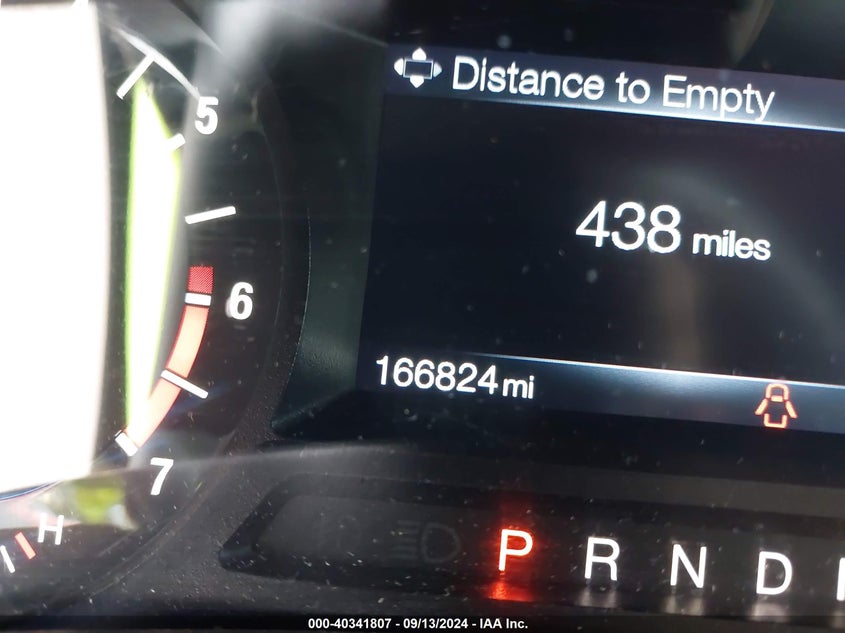 Distance to Empty
5
438 miles
6
166824 mi
7
H
P R N D
000-40341807 - 09/13/2024 - IAA Inc.